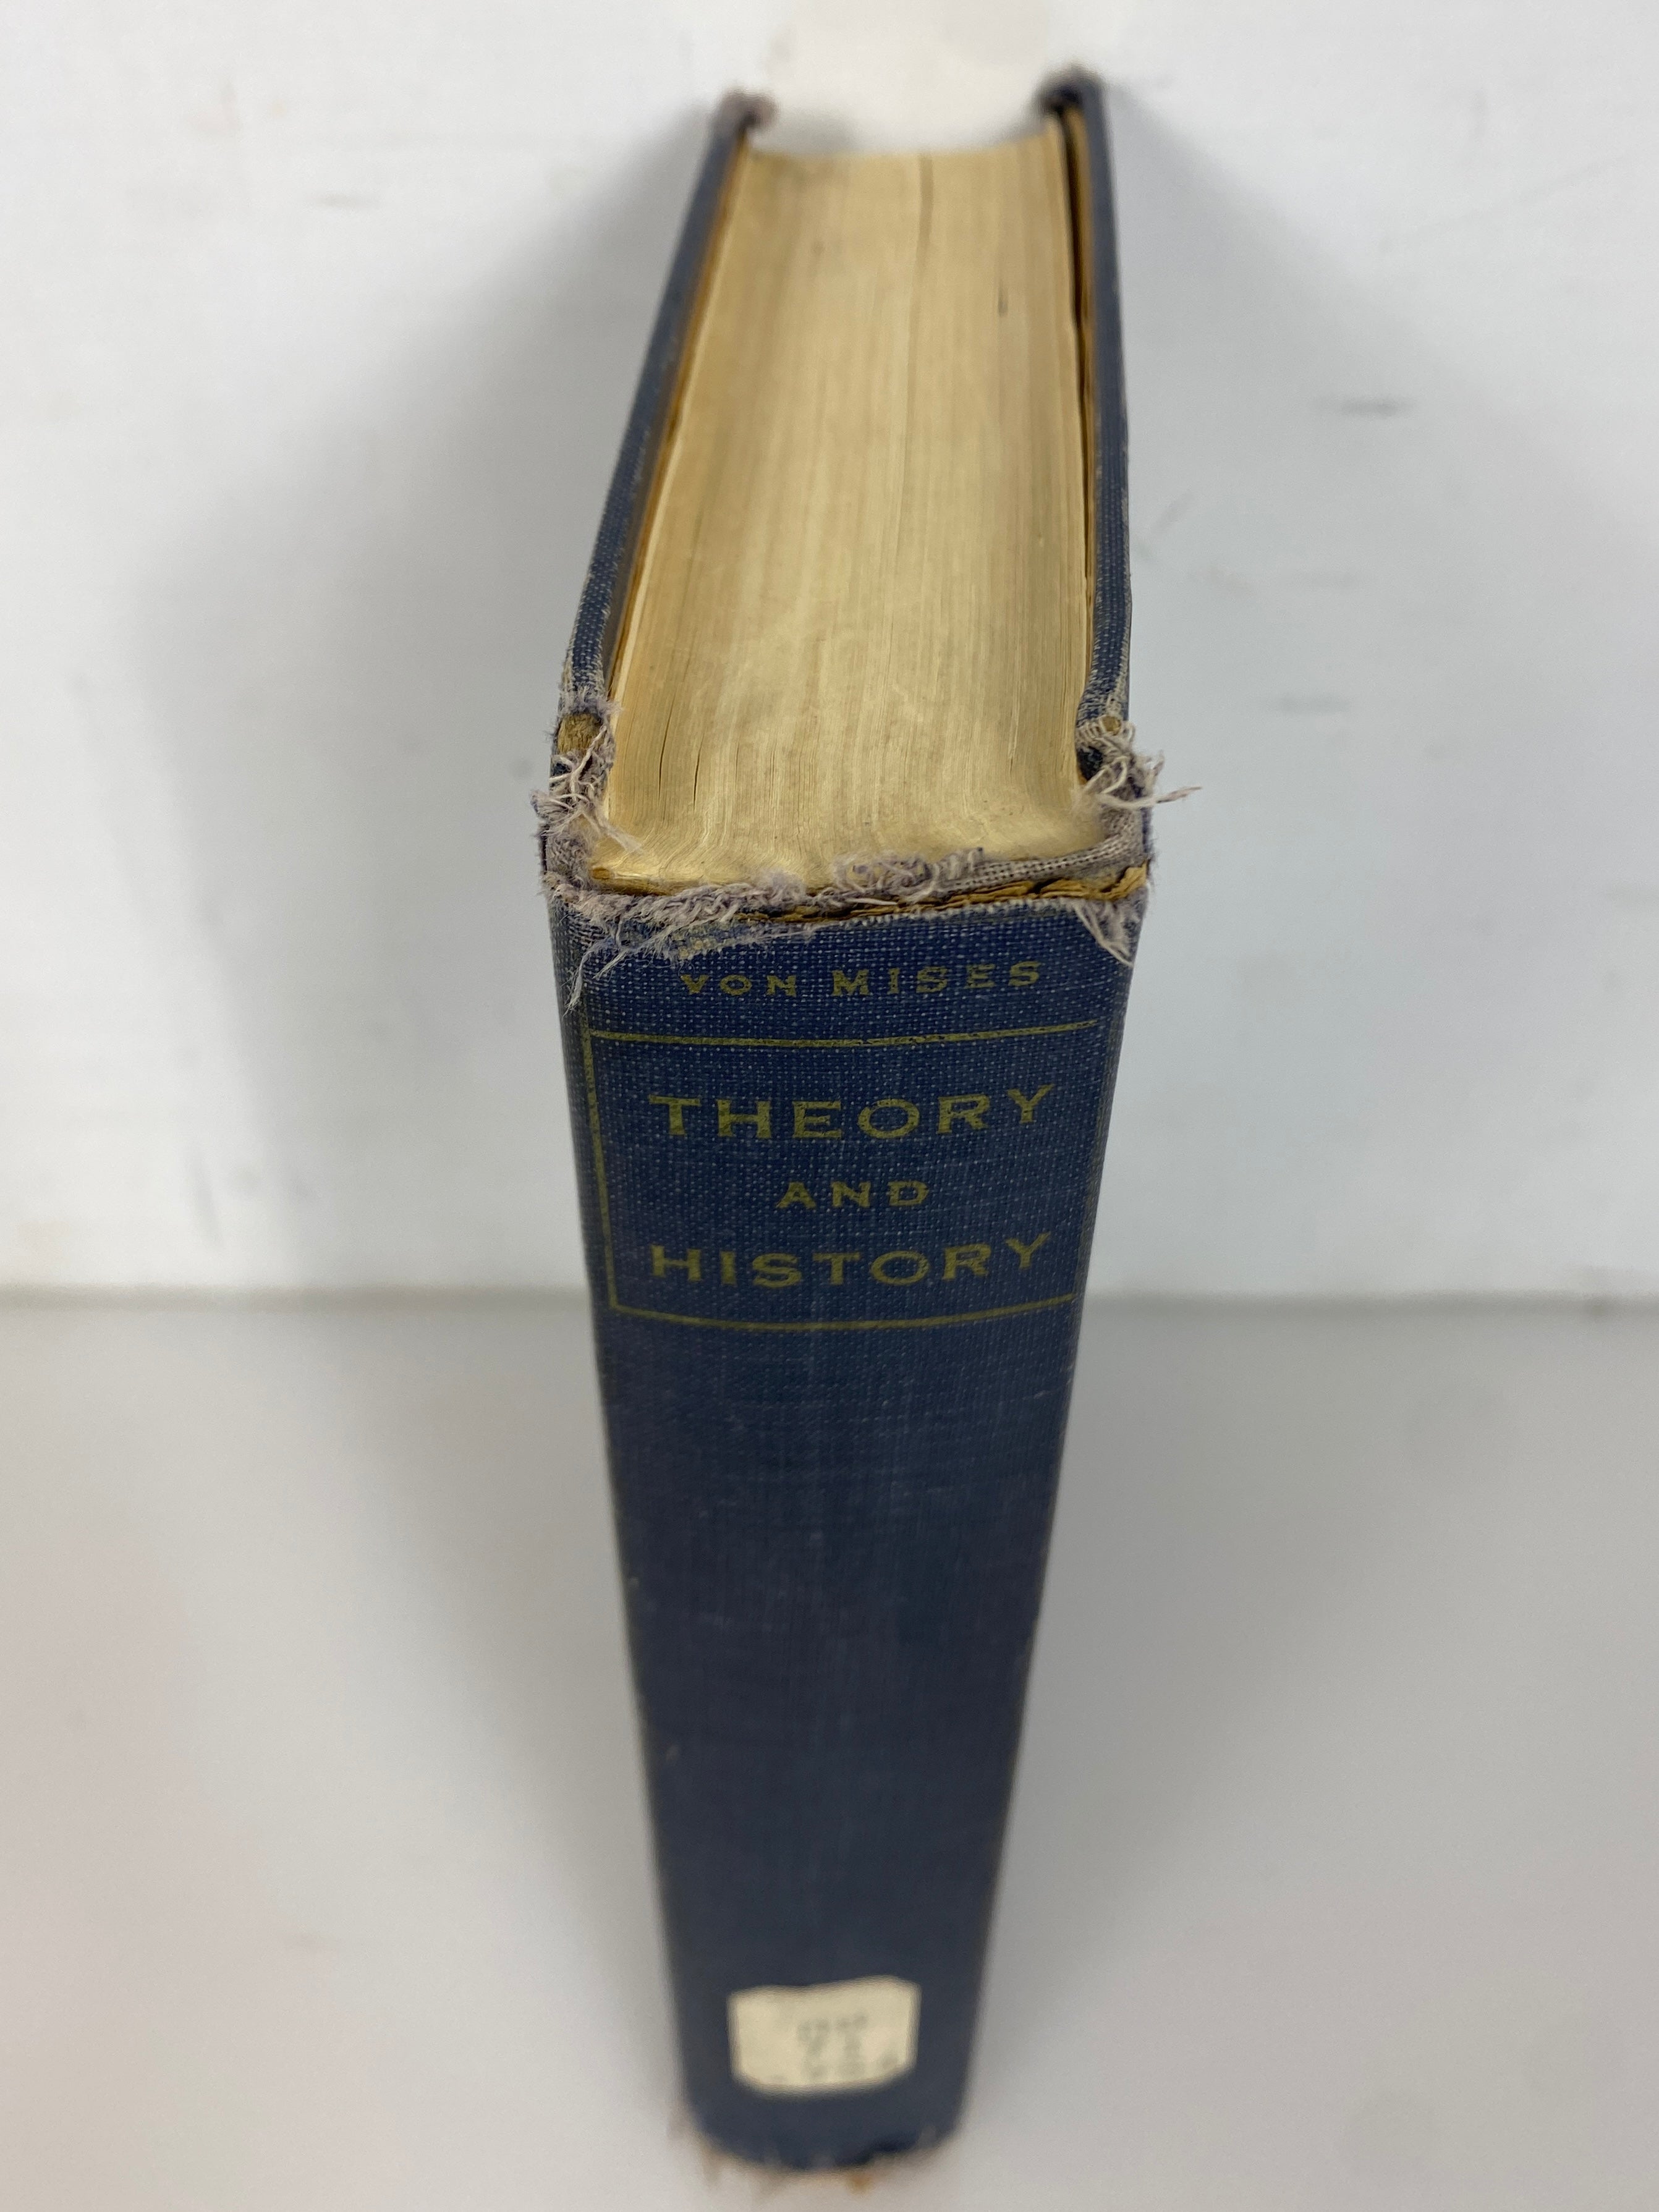 VON MISES
THEORY
AND
HISTORY